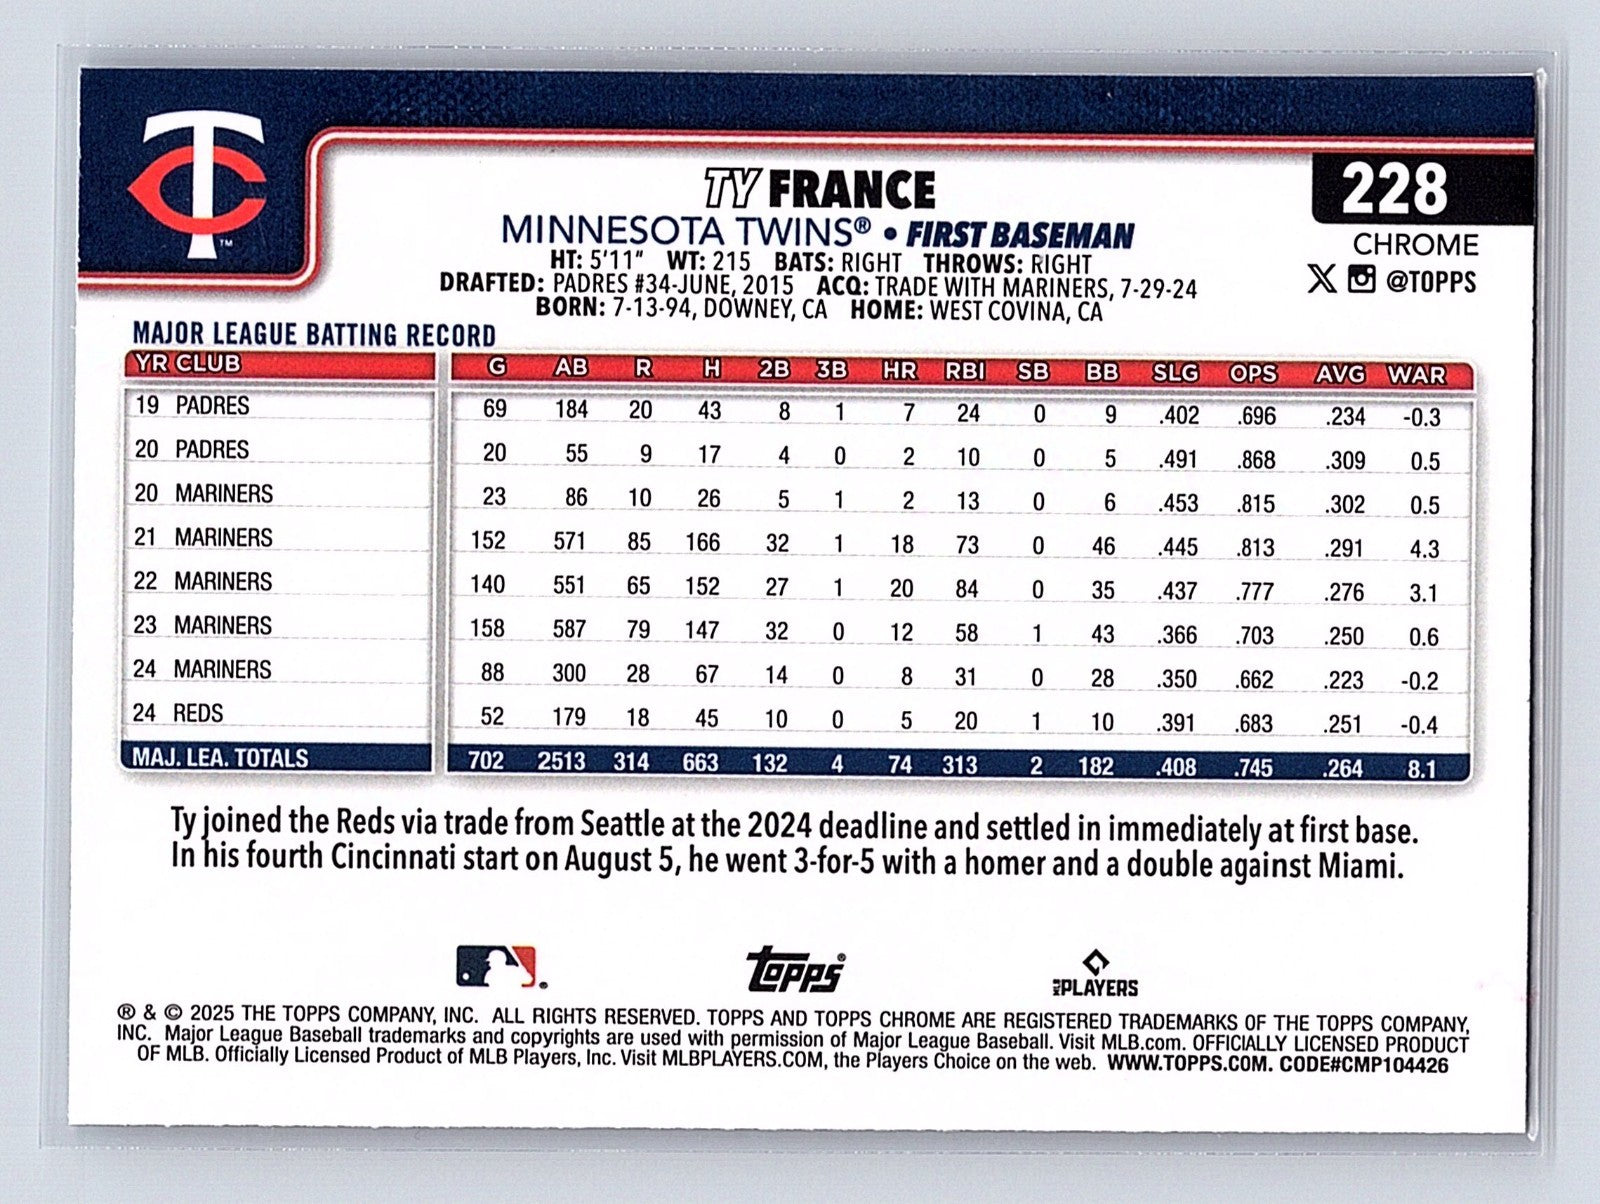 TC ™
TY FRANCE
228
MINNESOTA TWINS® • FIRST BASEMAN
CHROME
HT: 5'11" WT: 215 BATS: RIGHT THROWS: RIGHT
@TOPPS
DRAFTED: PADRES #34-JUNE, 2015 ACQ: TRADE WITH MARINERS, 7-29-24
BORN: 7-13-94, DOWNEY, CA HOME: WEST COVINA, CA
MAJOR LEAGUE BATTING RECORD
YR CLUB G AB R H 2B 3B HR RBI SB BB SLG OPS AVG WAR
19 PADRES 69 184 20 43 8 1 7 24 0 9 .402 .696 .234 -0.3
20 PADRES 20 55 9 17 4 0 2 10 0 5 .491 .868 .309 0.5
20 MARINERS 23 86 10 26 5 1 2 13 0 6 .453 .815 .302 0.5
21 MARINERS 152 571 85 166 32 1 18 73 0 46 .445 .813 .291 4.3
22 MARINERS 140 551 65 152 27 1 20 84 0 35 .437 .777 .276 3.1
23 MARINERS 158 587 79 147 32 0 12 58 1 43 .366 .703 .250 0.6
24 MARINERS 88 300 28 67 14 0 8 31 0 28 .350 .662 .223 -0.2
24 REDS 52 179 18 45 10 0 5 20 1 10 .391 .683 .251 -0.4
MAJ. LEA. TOTALS 702 2513 314 663 132 4 74 313 2 182 .408 .745 .264 8.1
Ty joined the Reds via trade from Seattle at the 2024 deadline and settled in immediately at first base.
In his fourth Cincinnati start on August 5, he went 3-for-5 with a homer and a double against Miami.
topps®
MLB PLAYERS
® & © 2025 THE TOPPS COMPANY, INC. ALL RIGHTS RESERVED. TOPPS AND TOPPS CHROME ARE REGISTERED TRADEMARKS OF THE TOPPS COMPANY,
INC. Major League Baseball trademarks and copyrights are used with permission of Major League Baseball. Visit MLB.com. OFFICIALLY LICENSED PRODUCT
OF MLB. Officially Licensed Product of MLB Players, Inc. Visit MLBPLAYERS.COM, the Players Choice on the web. WWW.TOPPS.COM. CODE#CMP104426